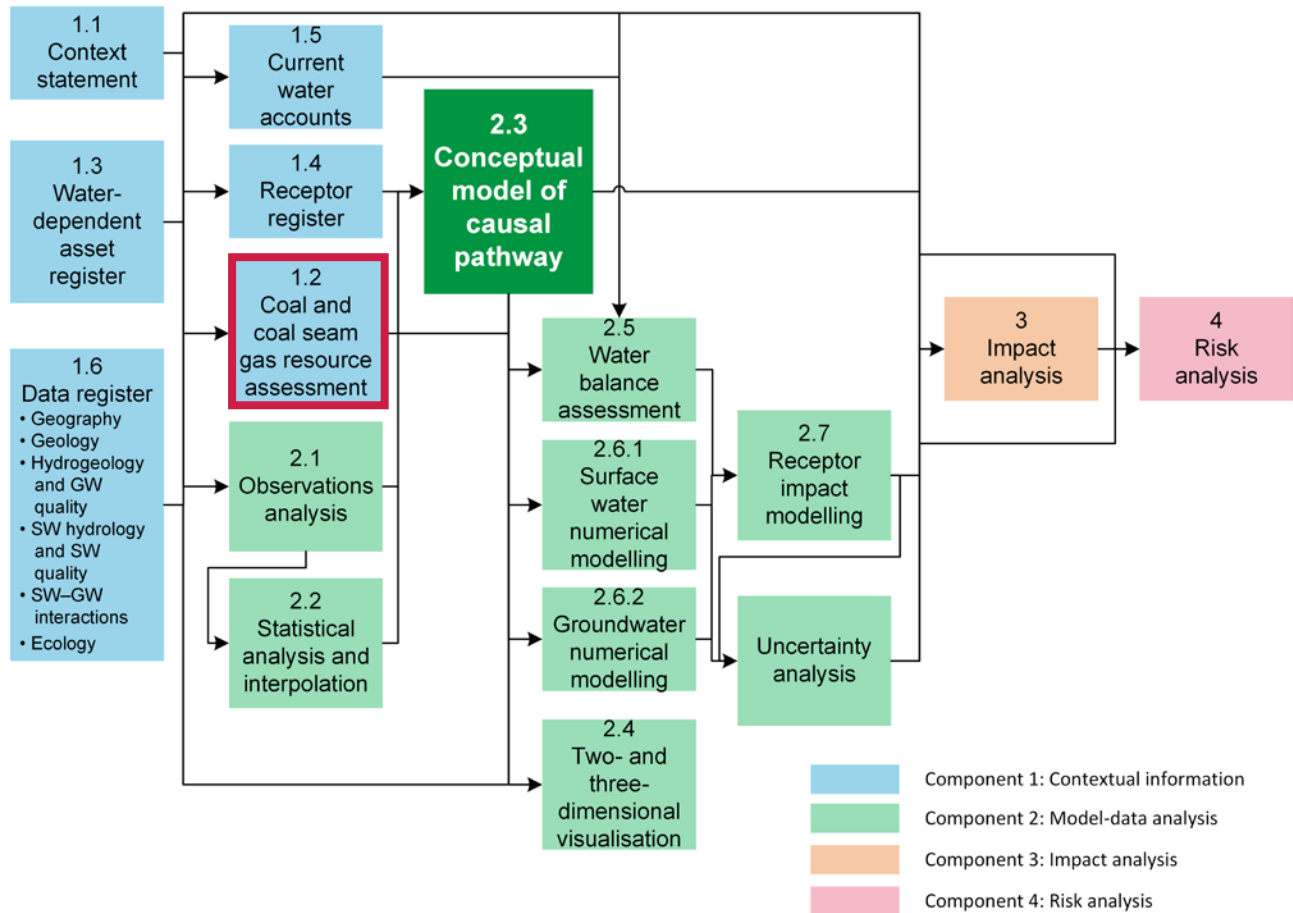 1.1
Context
statement
1.3
Water-
dependent
asset
register
1.6
Data register
• Geography
• Geology
• Hydrogeology
and GW
quality
• SW hydrology
and SW
quality
• SW–GW
interactions
• Ecology
1.5
Current
water
accounts
1.4
Receptor
register
1.2
Coal and
coal seam
gas resource
assessment
2.1
Observations
analysis
2.2
Statistical
analysis and
interpolation
2.3
Conceptual
model of
causal
pathway
2.5
Water
balance
assessment
2.6.1
Surface
water
numerical
modelling
2.6.2
Groundwater
numerical
modelling
2.4
Two- and
three-
dimensional
visualisation
2.7
Receptor
impact
modelling
Uncertainty
analysis
3
Impact
analysis
4
Risk
analysis
Component 1: Contextual information
Component 2: Model-data analysis
Component 3: Impact analysis
Component 4: Risk analysis